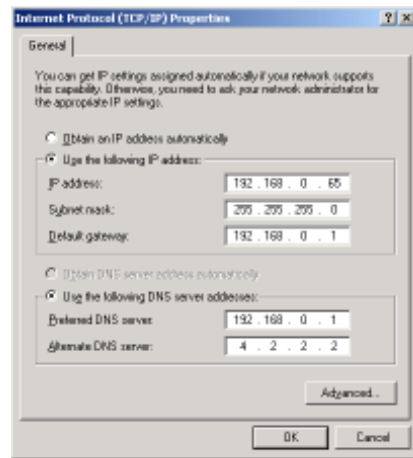 Internet Protocol (TCP/IP) Properties
General
You can get IP settings assigned automatically if your network supports
this capability. Otherwise, you need to ask your network administrator for
the appropriate IP settings.
Obtain an IP address automatically
Use the following IP address:
IP address: 192 . 168 . 0 . 65
Subnet mask: 255 . 255 . 255 . 0
Default gateway: 192 . 168 . 0 . 1
Obtain DNS server address automatically
Use the following DNS server addresses:
Preferred DNS server: 192 . 168 . 0 . 1
Alternate DNS server: 4 . 2 . 2 . 2
Advanced...
OK Cancel